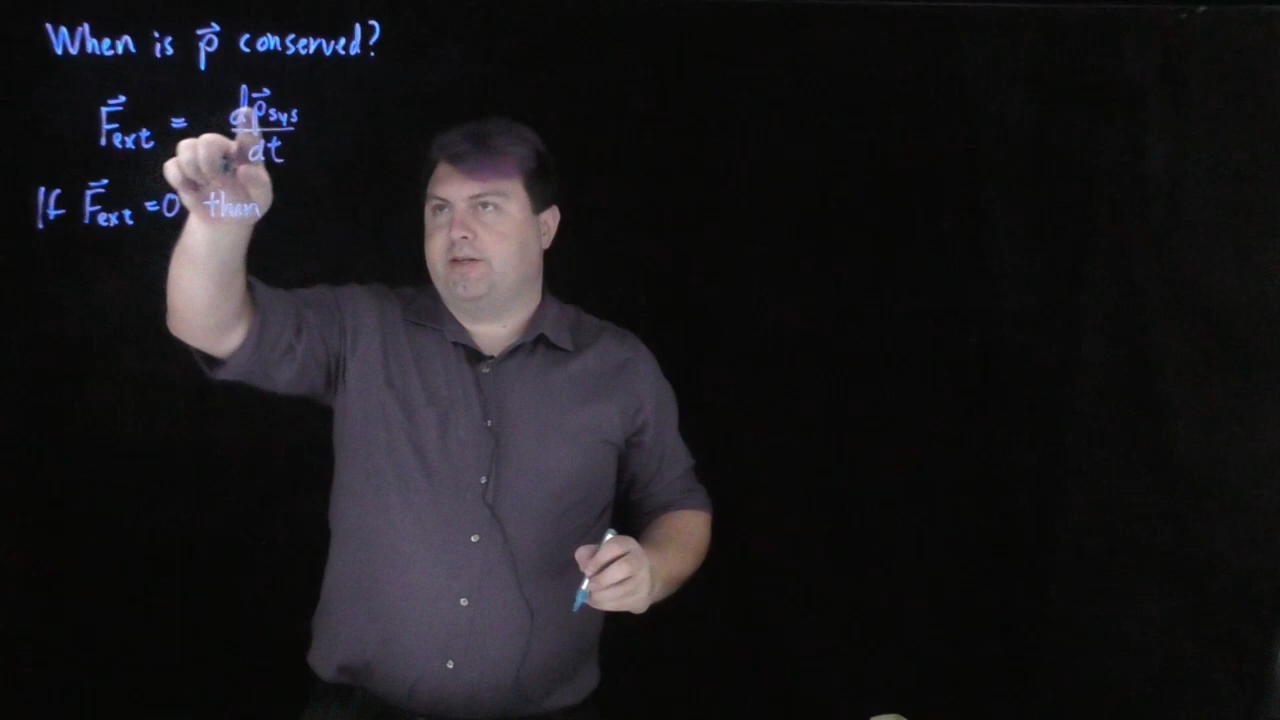 When is p⃗ conserved?
F⃗ext = dp⃗sys/dt
If F⃗ext = 0 then